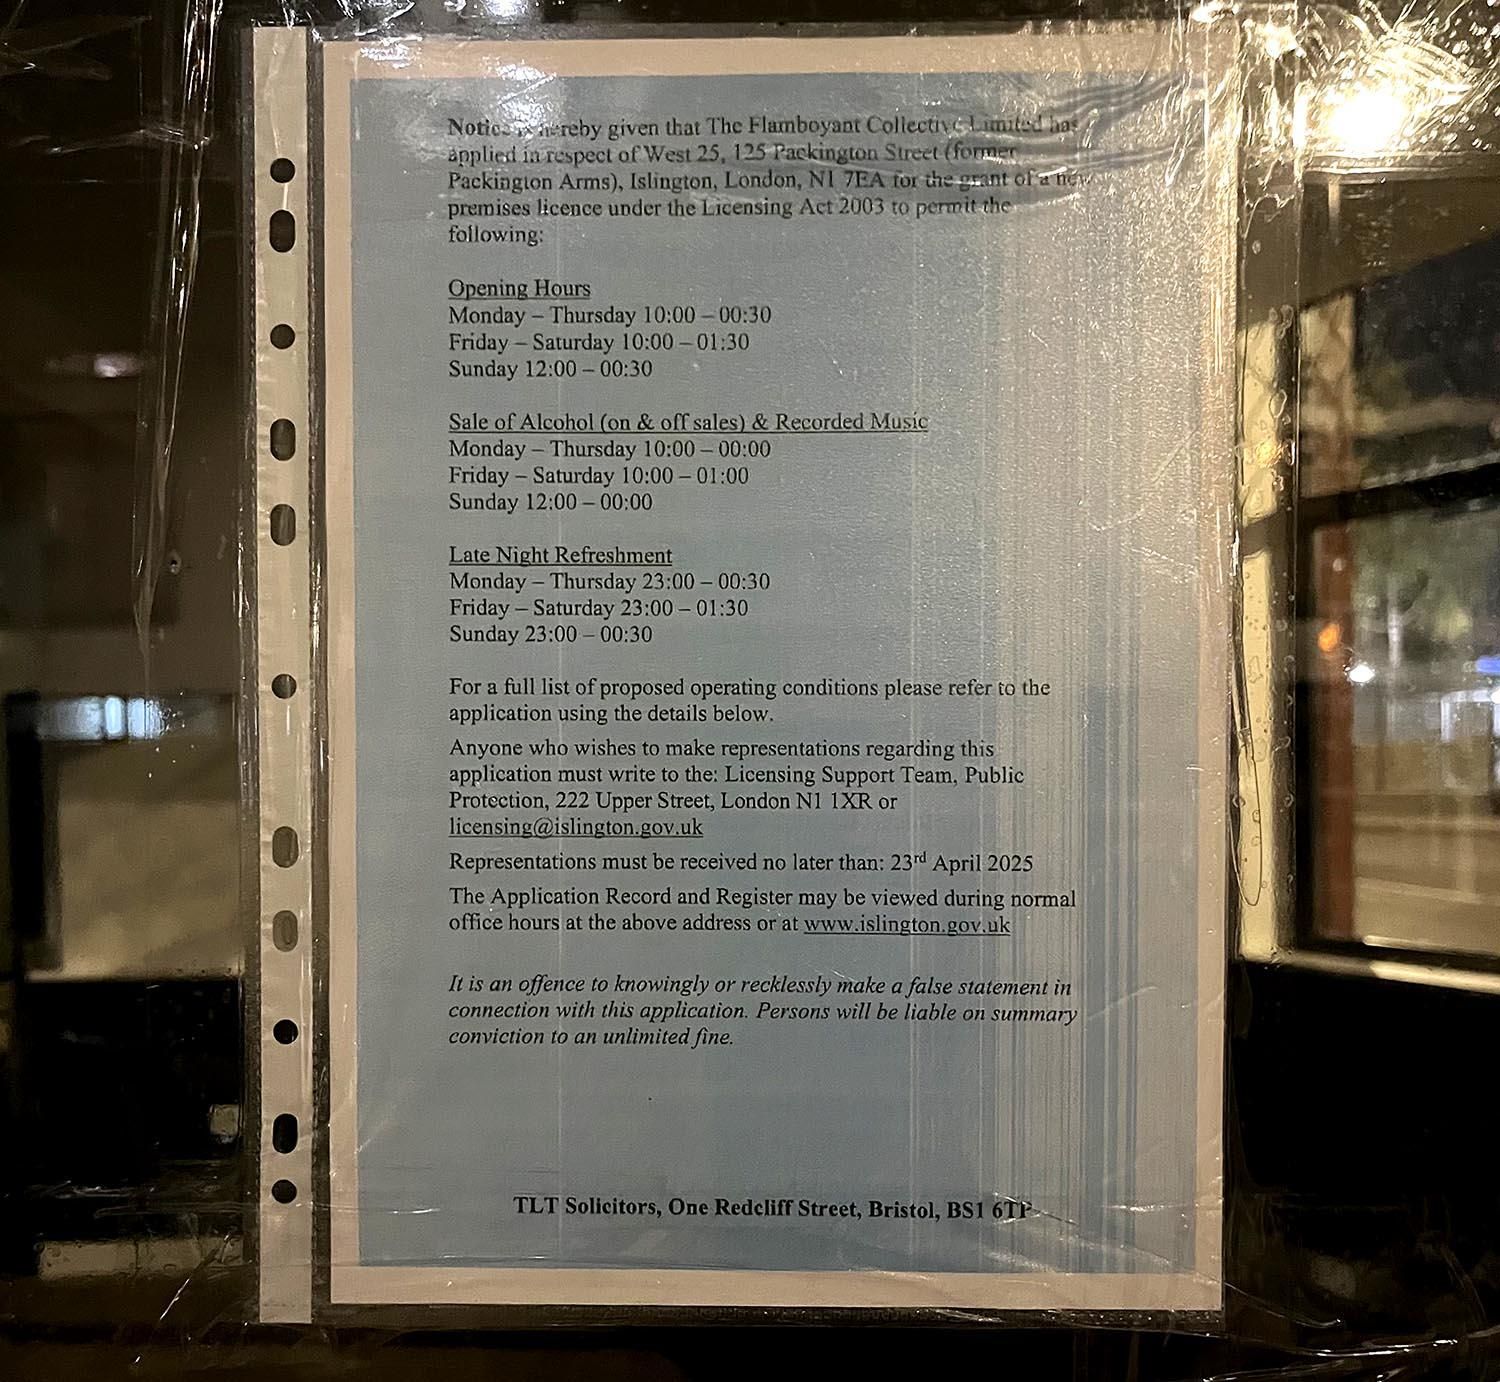 Notice is hereby given that The Flamboyant Collective Limited has
applied in respect of West 25, 125 Packington Street (former
Packington Arms), Islington, London, N1 7EA for the grant of a new
premises licence under the Licensing Act 2003 to permit the
following:
Opening Hours
Monday – Thursday 10:00 – 00:30
Friday – Saturday 10:00 – 01:30
Sunday 12:00 – 00:30
Sale of Alcohol (on & off sales) & Recorded Music
Monday – Thursday 10:00 – 00:00
Friday – Saturday 10:00 – 01:00
Sunday 12:00 – 00:00
Late Night Refreshment
Monday – Thursday 23:00 – 00:30
Friday – Saturday 23:00 – 01:30
Sunday 23:00 – 00:30
For a full list of proposed operating conditions please refer to the
application using the details below.
Anyone who wishes to make representations regarding this
application must write to the: Licensing Support Team, Public
Protection, 222 Upper Street, London N1 1XR or
licensing@islington.gov.uk
Representations must be received no later than: 23rd April 2025
The Application Record and Register may be viewed during normal
office hours at the above address or at www.islington.gov.uk
It is an offence to knowingly or recklessly make a false statement in
connection with this application. Persons will be liable on summary
conviction to an unlimited fine.
TLT Solicitors, One Redcliff Street, Bristol, BS1 6TP